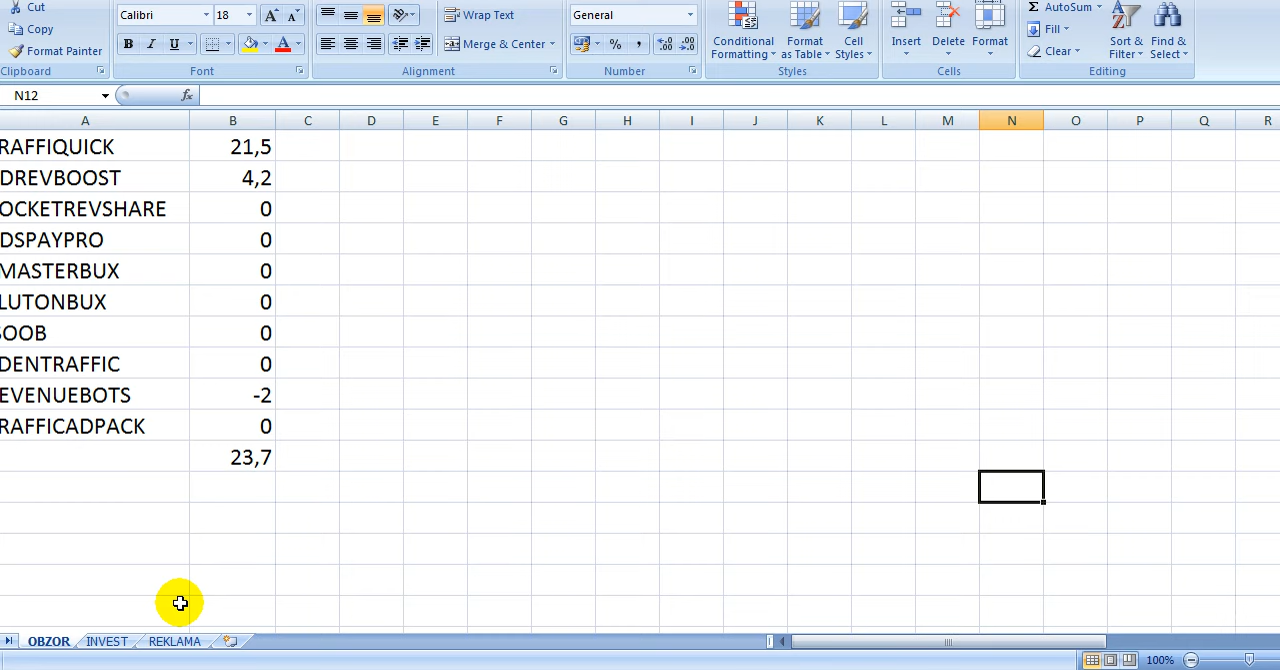 Cut
Copy
Format Painter
Clipboard
Calibri 18
B I U
Font
Wrap Text
Merge & Center
Alignment
General
% ,
Number
Conditional Formatting
Format as Table
Cell Styles
Styles
Insert
Delete
Format
Cells
Σ AutoSum
Fill
Clear
Sort & Filter
Find & Select
Editing
N12
fx
A B C D E F G H I J K L M N O P Q R
RAFFIQUICK 21,5
DREVBOOST 4,2
OCKETREVSHARE 0
DSPAYPRO 0
MASTERBUX 0
LUTONBUX 0
OOB 0
DENTRAFFIC 0
EVENUEBOTS -2
RAFFICADPACK 0
23,7
OBZOR INVEST REKLAMA
100%